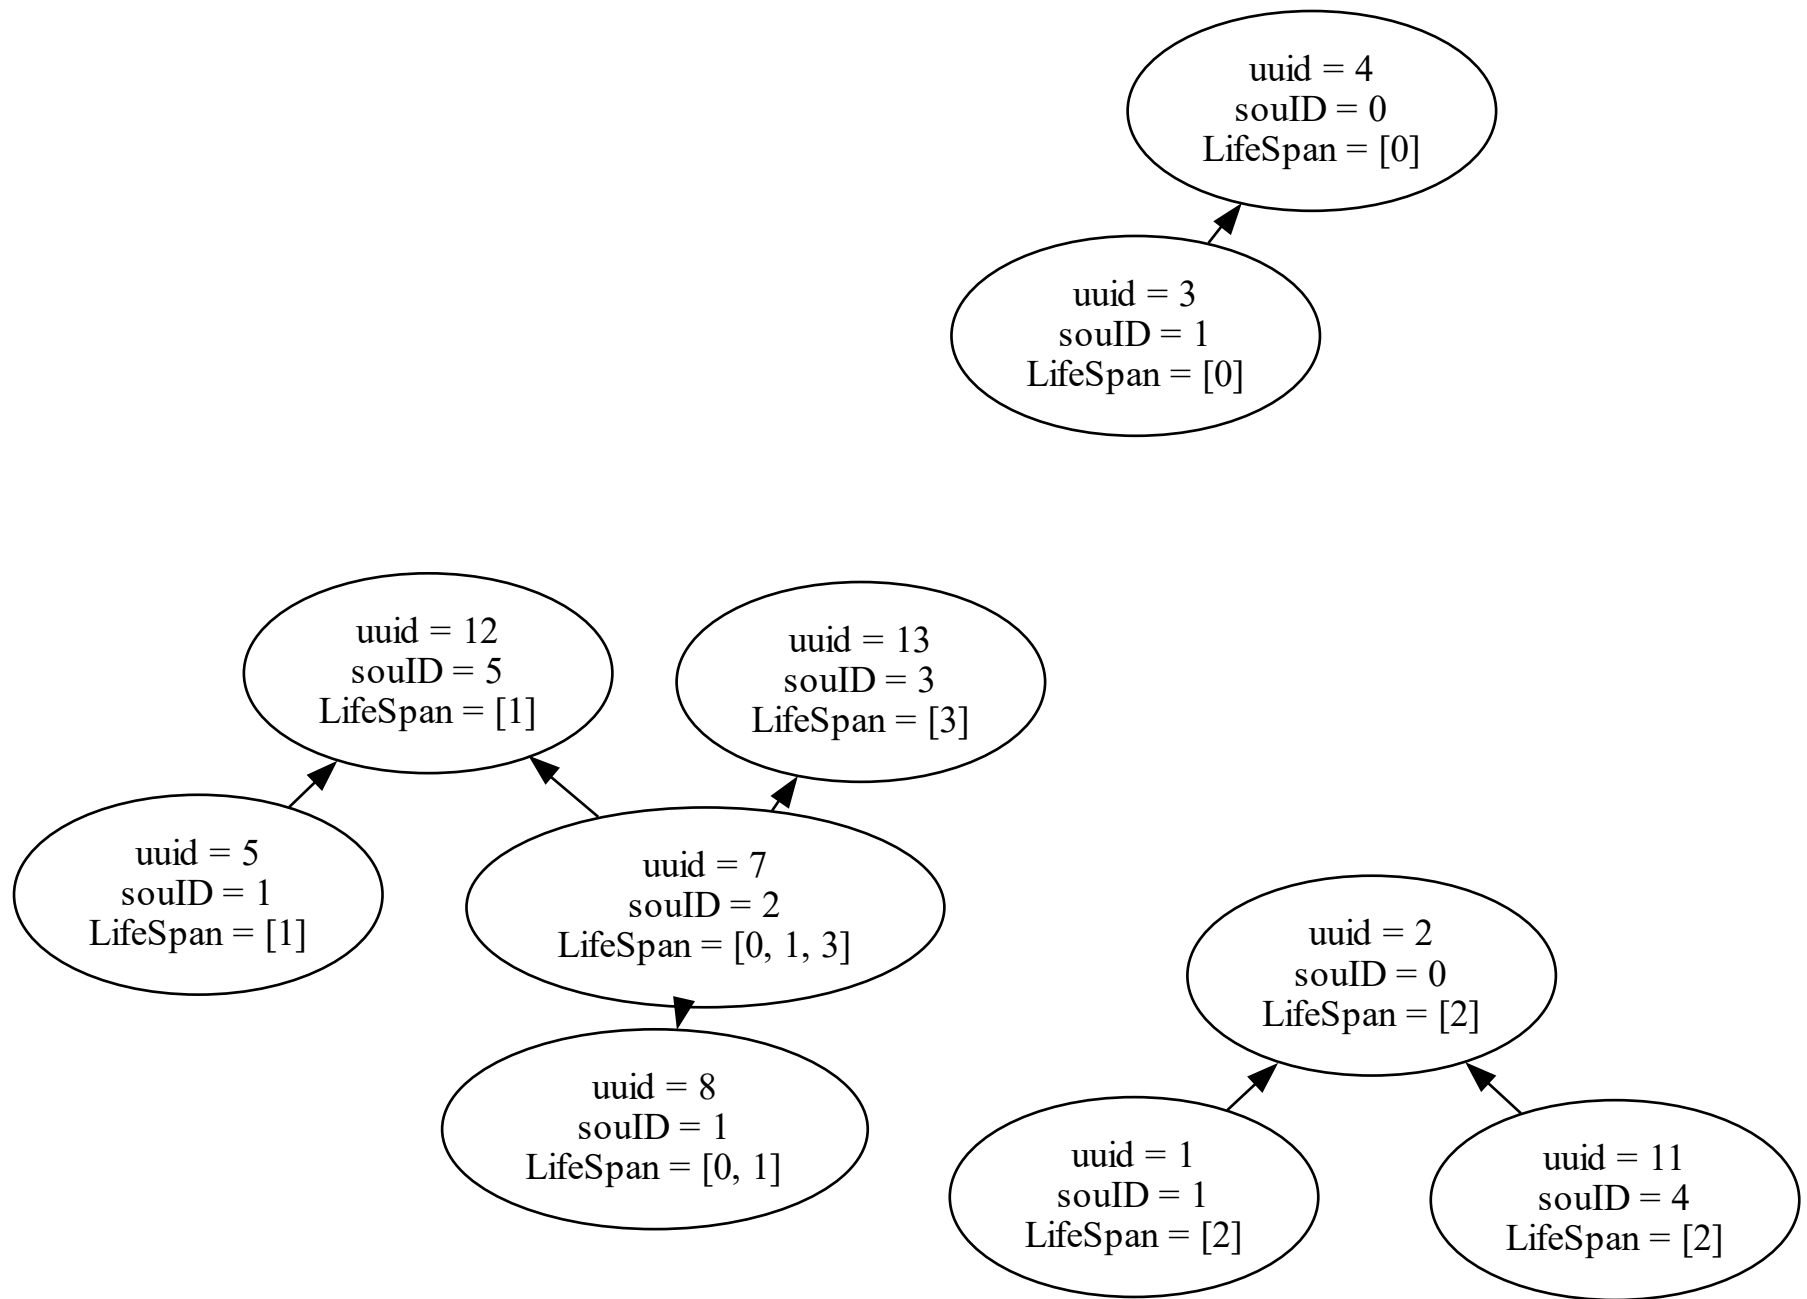 uuid = 4
souID = 0
LifeSpan = [0]
uuid = 3
souID = 1
LifeSpan = [0]
uuid = 12
souID = 5
LifeSpan = [1]
uuid = 13
souID = 3
LifeSpan = [3]
uuid = 5
souID = 1
LifeSpan = [1]
uuid = 7
souID = 2
LifeSpan = [0, 1, 3]
uuid = 2
souID = 0
LifeSpan = [2]
uuid = 8
souID = 1
LifeSpan = [0, 1]
uuid = 1
souID = 1
LifeSpan = [2]
uuid = 11
souID = 4
LifeSpan = [2]